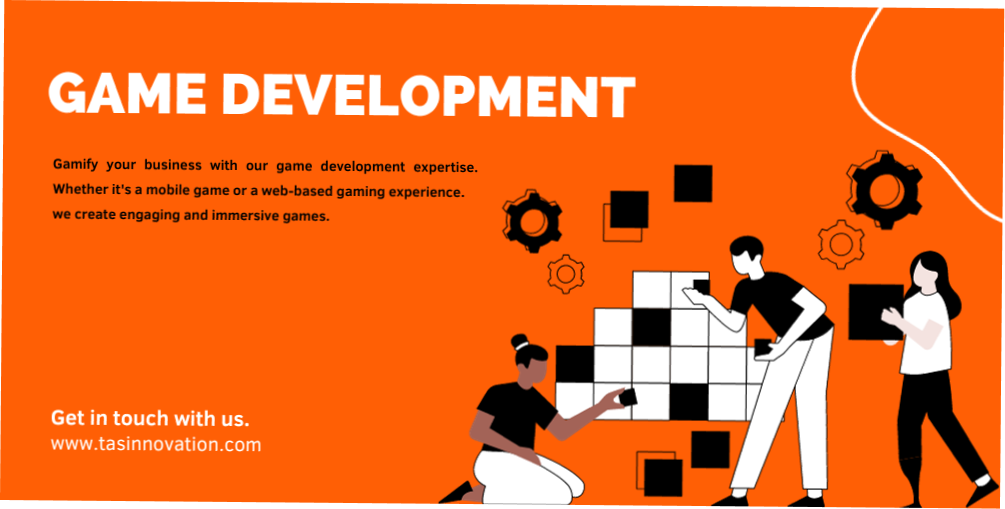 GAME DEVELOPMENT
Gamify your business with our game development expertise.
Whether it's a mobile game or a web-based gaming experience.
we create engaging and immersive games.
Get in touch with us.
www.tasinnovation.com